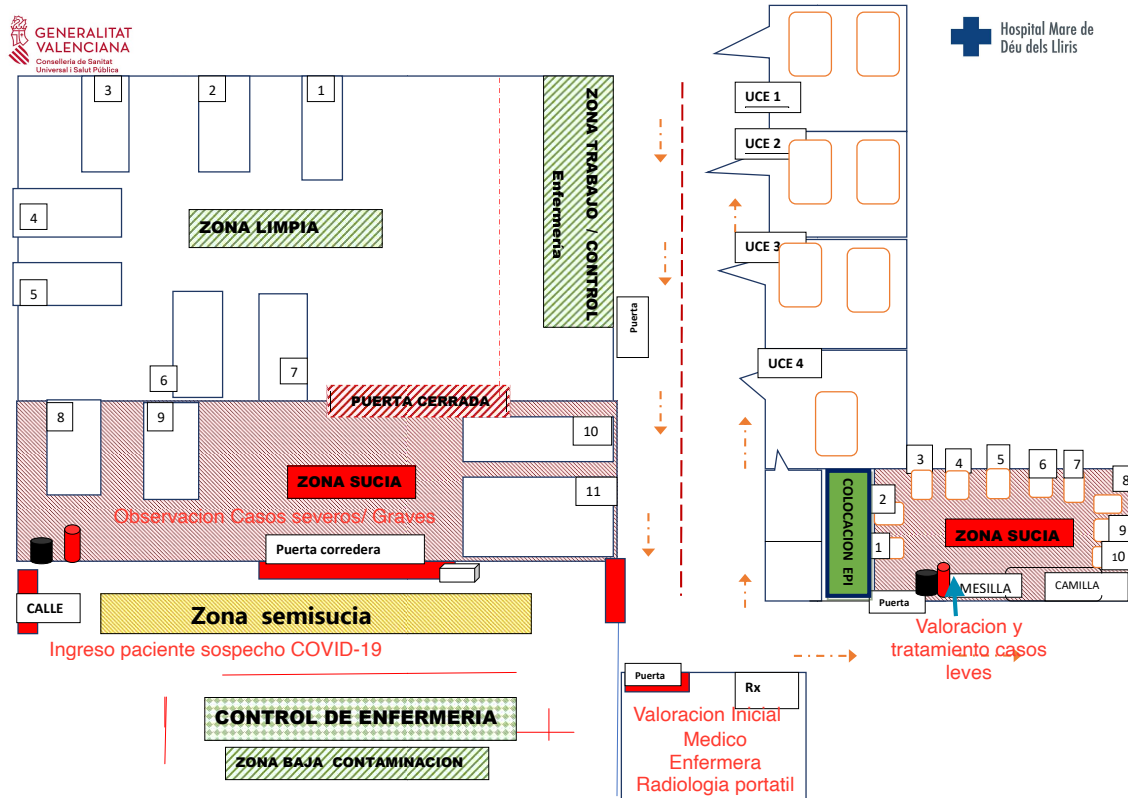 GENERALITAT
VALENCIANA
Conselleria de Sanitat
Universal i Salut Pública
Hospital Mare de
Déu dels Lliris
3
2
1
4
5
6
7
ZONA LIMPIA
ZONA TRABAJO / CONTROL
Enfermeria
Puerta
UCE 1
UCE 2
UCE 3
UCE 4
PUERTA CERRADA
8
9
10
11
ZONA SUCIA
Observacion Casos severos/ Graves
Puerta corredera
CALLE
Zona semisucia
Ingreso paciente sospecho COVID-19
CONTROL DE ENFERMERIA
ZONA BAJA CONTAMINACION
COLOCACION EPI
3
4
5
6
7
8
2
1
9
10
ZONA SUCIA
MESILLA
CAMILLA
Puerta
Valoracion y
tratamiento casos
leves
Puerta
Rx
Valoracion Inicial
Medico
Enfermera
Radiologia portatil